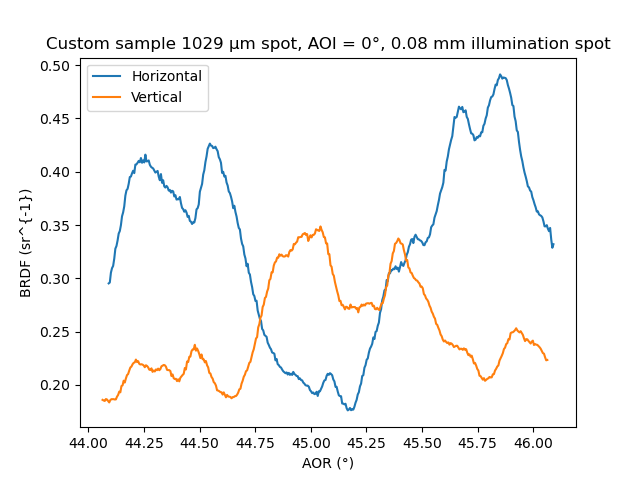 Custom sample 1029 μm spot, AOI = 0°, 0.08 mm illumination spot
Horizontal
Vertical
BRDF (sr^{-1})
0.50
0.45
0.40
0.35
0.30
0.25
0.20
44.00 44.25 44.50 44.75 45.00 45.25 45.50 45.75 46.00
AOR (°)